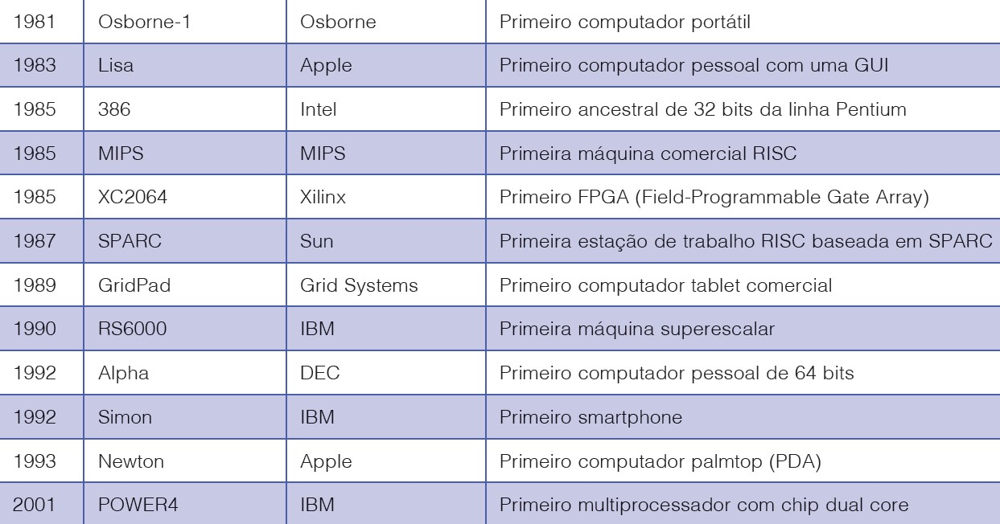 1981 Osborne-1 Osborne Primeiro computador portátil
1983 Lisa Apple Primeiro computador pessoal com uma GUI
1985 386 Intel Primeiro ancestral de 32 bits da linha Pentium
1985 MIPS MIPS Primeira máquina comercial RISC
1985 XC2064 Xilinx Primeiro FPGA (Field-Programmable Gate Array)
1987 SPARC Sun Primeira estação de trabalho RISC baseada em SPARC
1989 GridPad Grid Systems Primeiro computador tablet comercial
1990 RS6000 IBM Primeira máquina superescalar
1992 Alpha DEC Primeiro computador pessoal de 64 bits
1992 Simon IBM Primeiro smartphone
1993 Newton Apple Primeiro computador palmtop (PDA)
2001 POWER4 IBM Primeiro multiprocessador com chip dual core